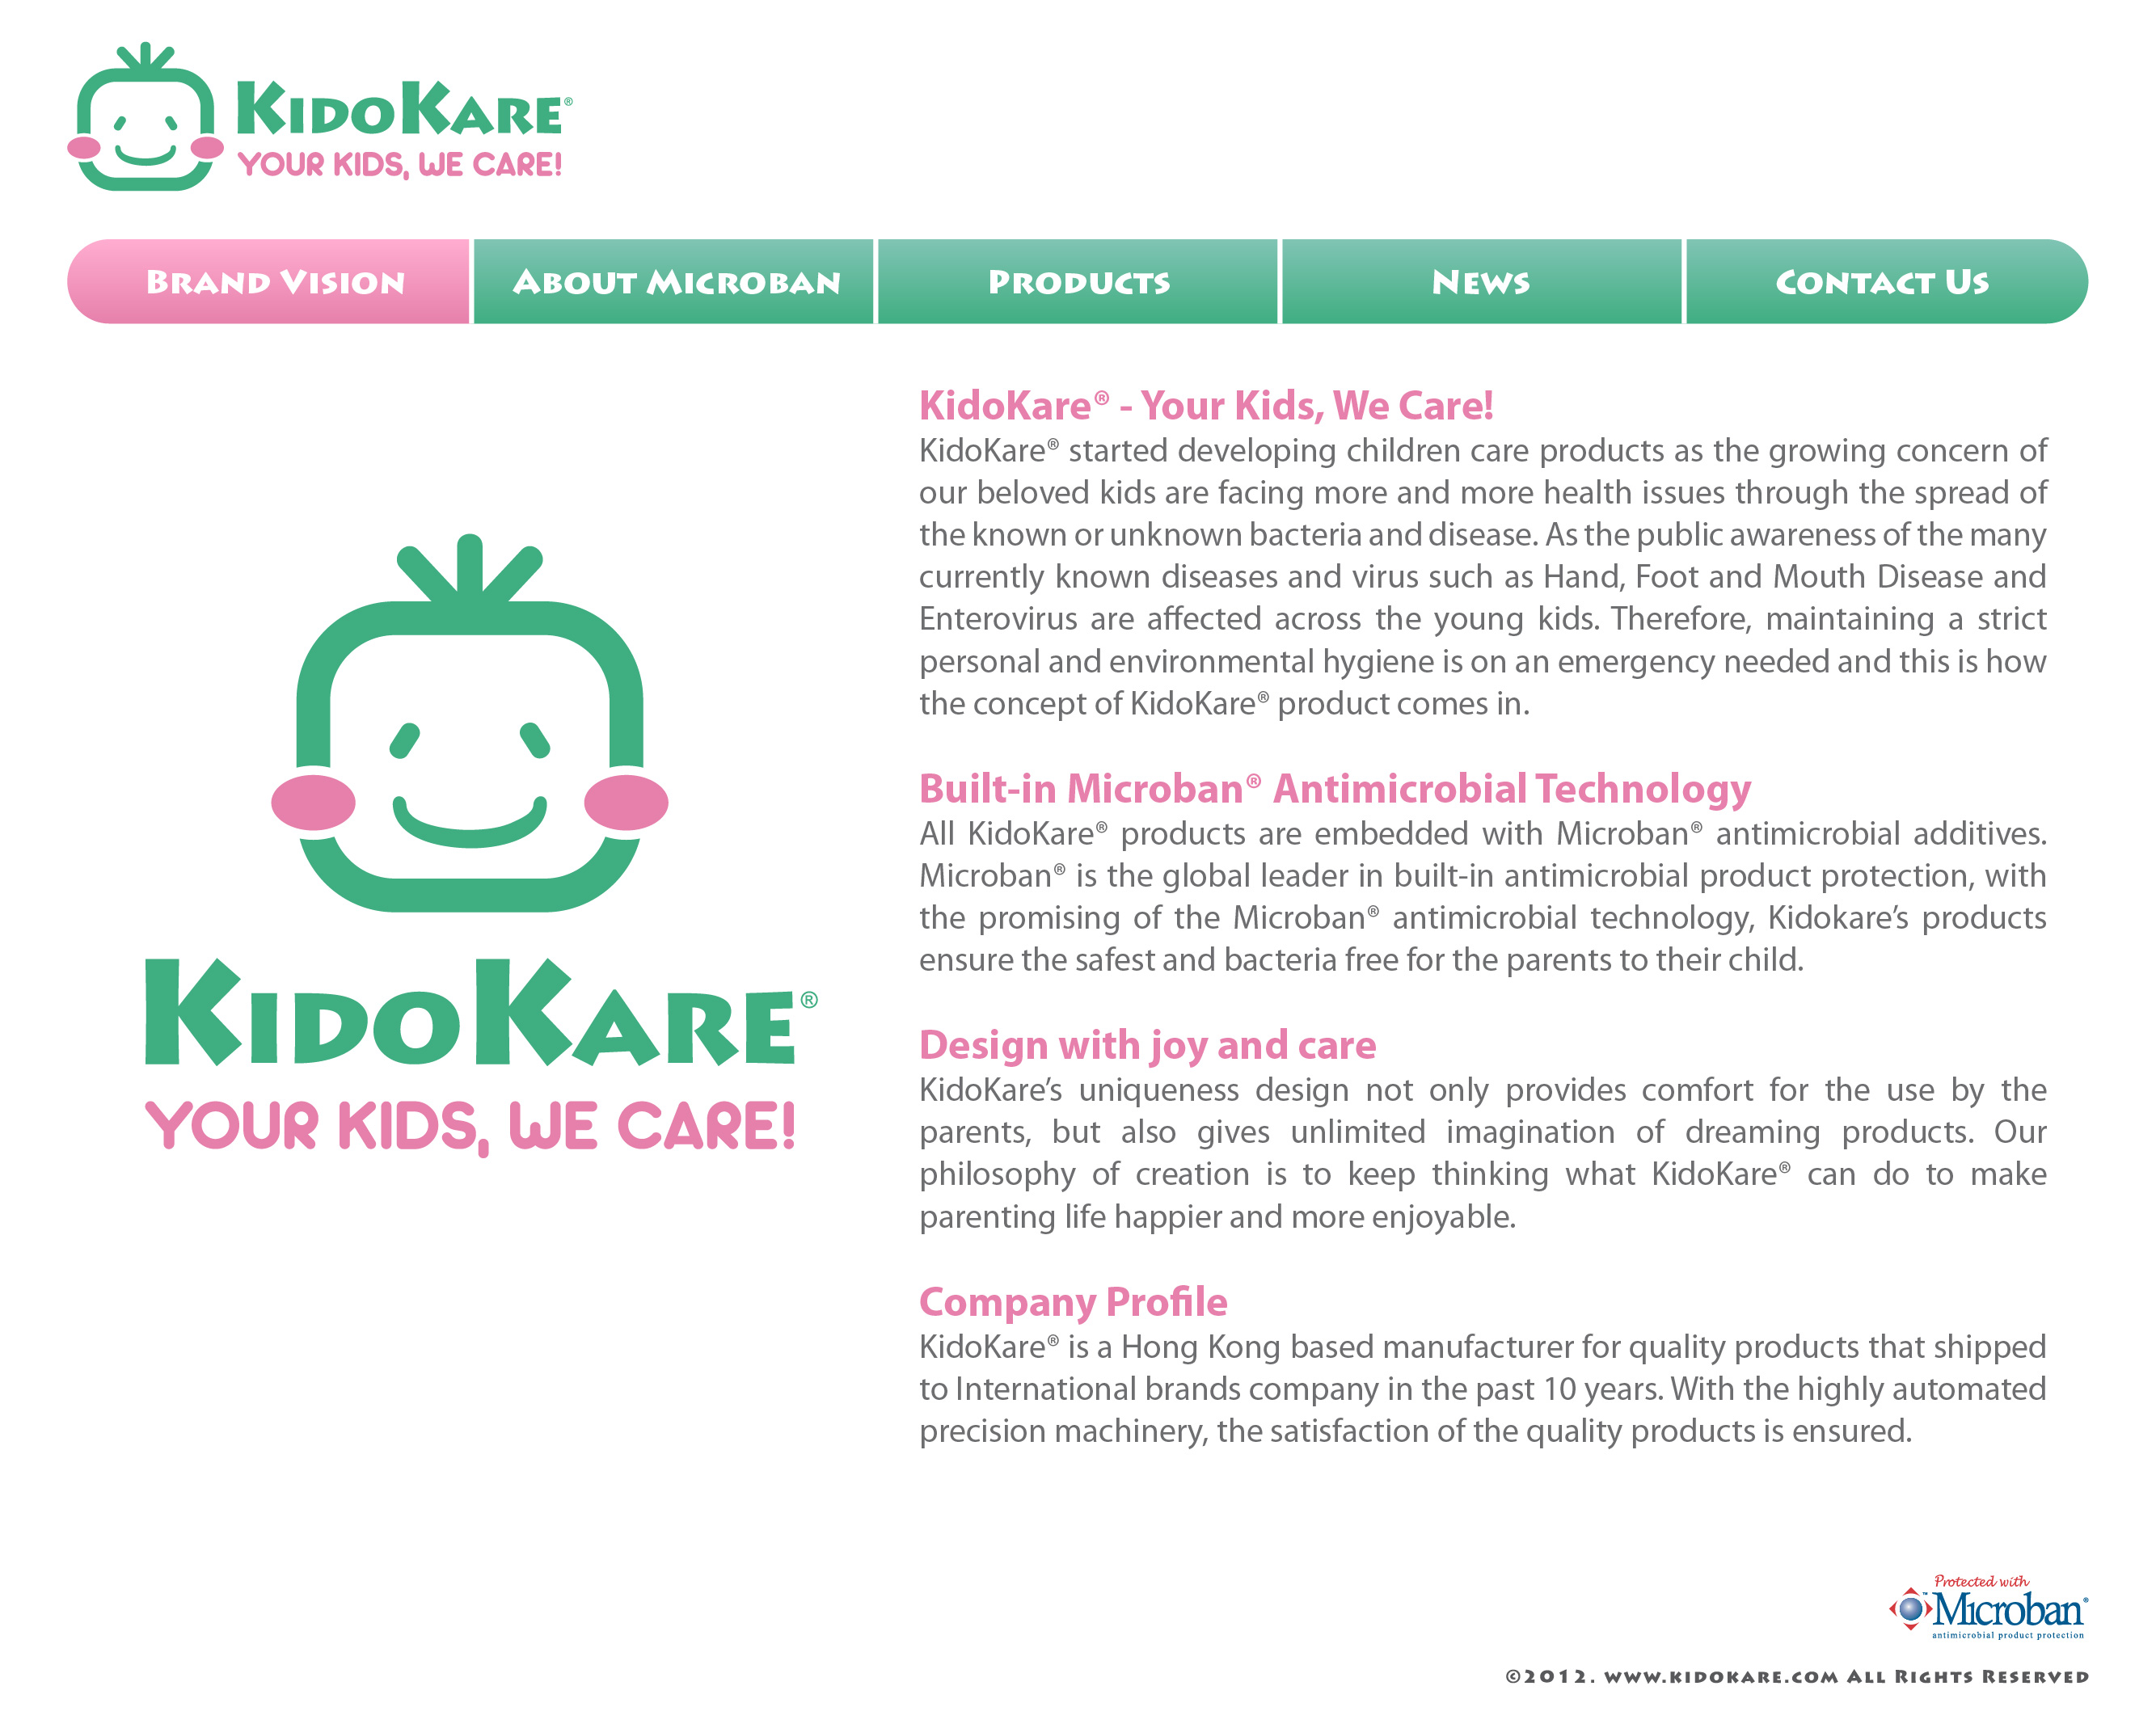 KidoKare®
YOUR KIDS, WE CARE!
Brand Vision
About Microban
Products
News
Contact Us
KidoKare®
YOUR KIDS, WE CARE!
KidoKare® - Your Kids, We Care!
KidoKare® started developing children care products as the growing concern of
our beloved kids are facing more and more health issues through the spread of
the known or unknown bacteria and disease. As the public awareness of the many
currently known diseases and virus such as Hand, Foot and Mouth Disease and
Enterovirus are affected across the young kids. Therefore, maintaining a strict
personal and environmental hygiene is on an emergency needed and this is how
the concept of KidoKare® product comes in.
Built-in Microban® Antimicrobial Technology
All KidoKare® products are embedded with Microban® antimicrobial additives.
Microban® is the global leader in built-in antimicrobial product protection, with
the promising of the Microban® antimicrobial technology, Kidokare’s products
ensure the safest and bacteria free for the parents to their child.
Design with joy and care
KidoKare’s uniqueness design not only provides comfort for the use by the
parents, but also gives unlimited imagination of dreaming products. Our
philosophy of creation is to keep thinking what KidoKare® can do to make
parenting life happier and more enjoyable.
Company Profile
KidoKare® is a Hong Kong based manufacturer for quality products that shipped
to International brands company in the past 10 years. With the highly automated
precision machinery, the satisfaction of the quality products is ensured.
Protected with
™ Microban®
antimicrobial product protection
©2012. www.kidokare.com All Rights Reserved